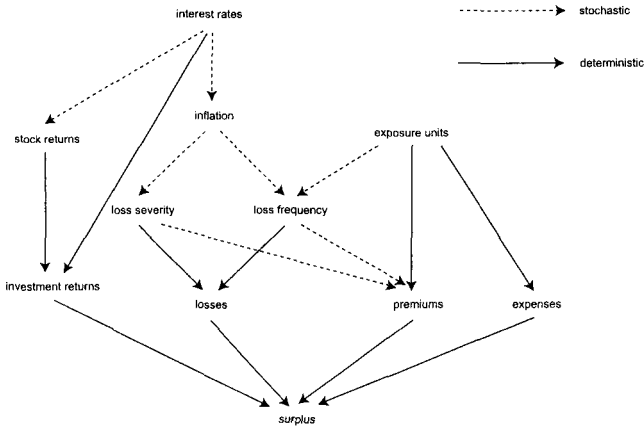 interest rates
stochastic
deterministic
inflation
stock returns
exposure units
loss severity
loss frequency
investment returns
losses
premiums
expenses
surplus